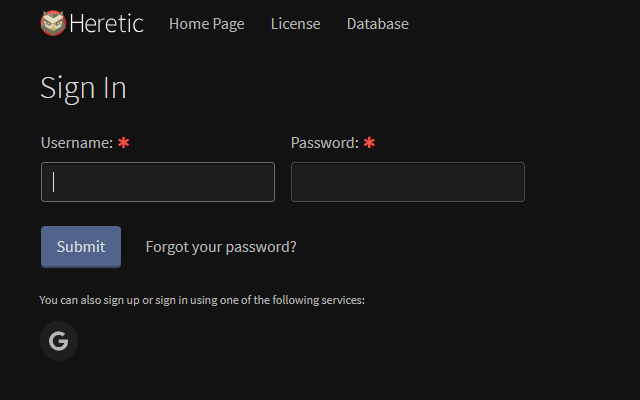 Heretic Home Page License Database
Sign In
Username: * Password: *
Submit Forgot your password?
You can also sign up or sign in using one of the following services:
G